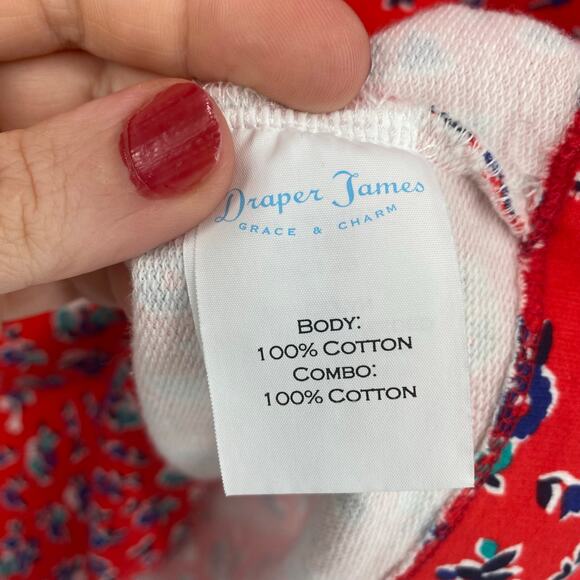 Draper James
GRACE & CHARM
BODY:
100% COTTON
COMBO:
100% COTTON